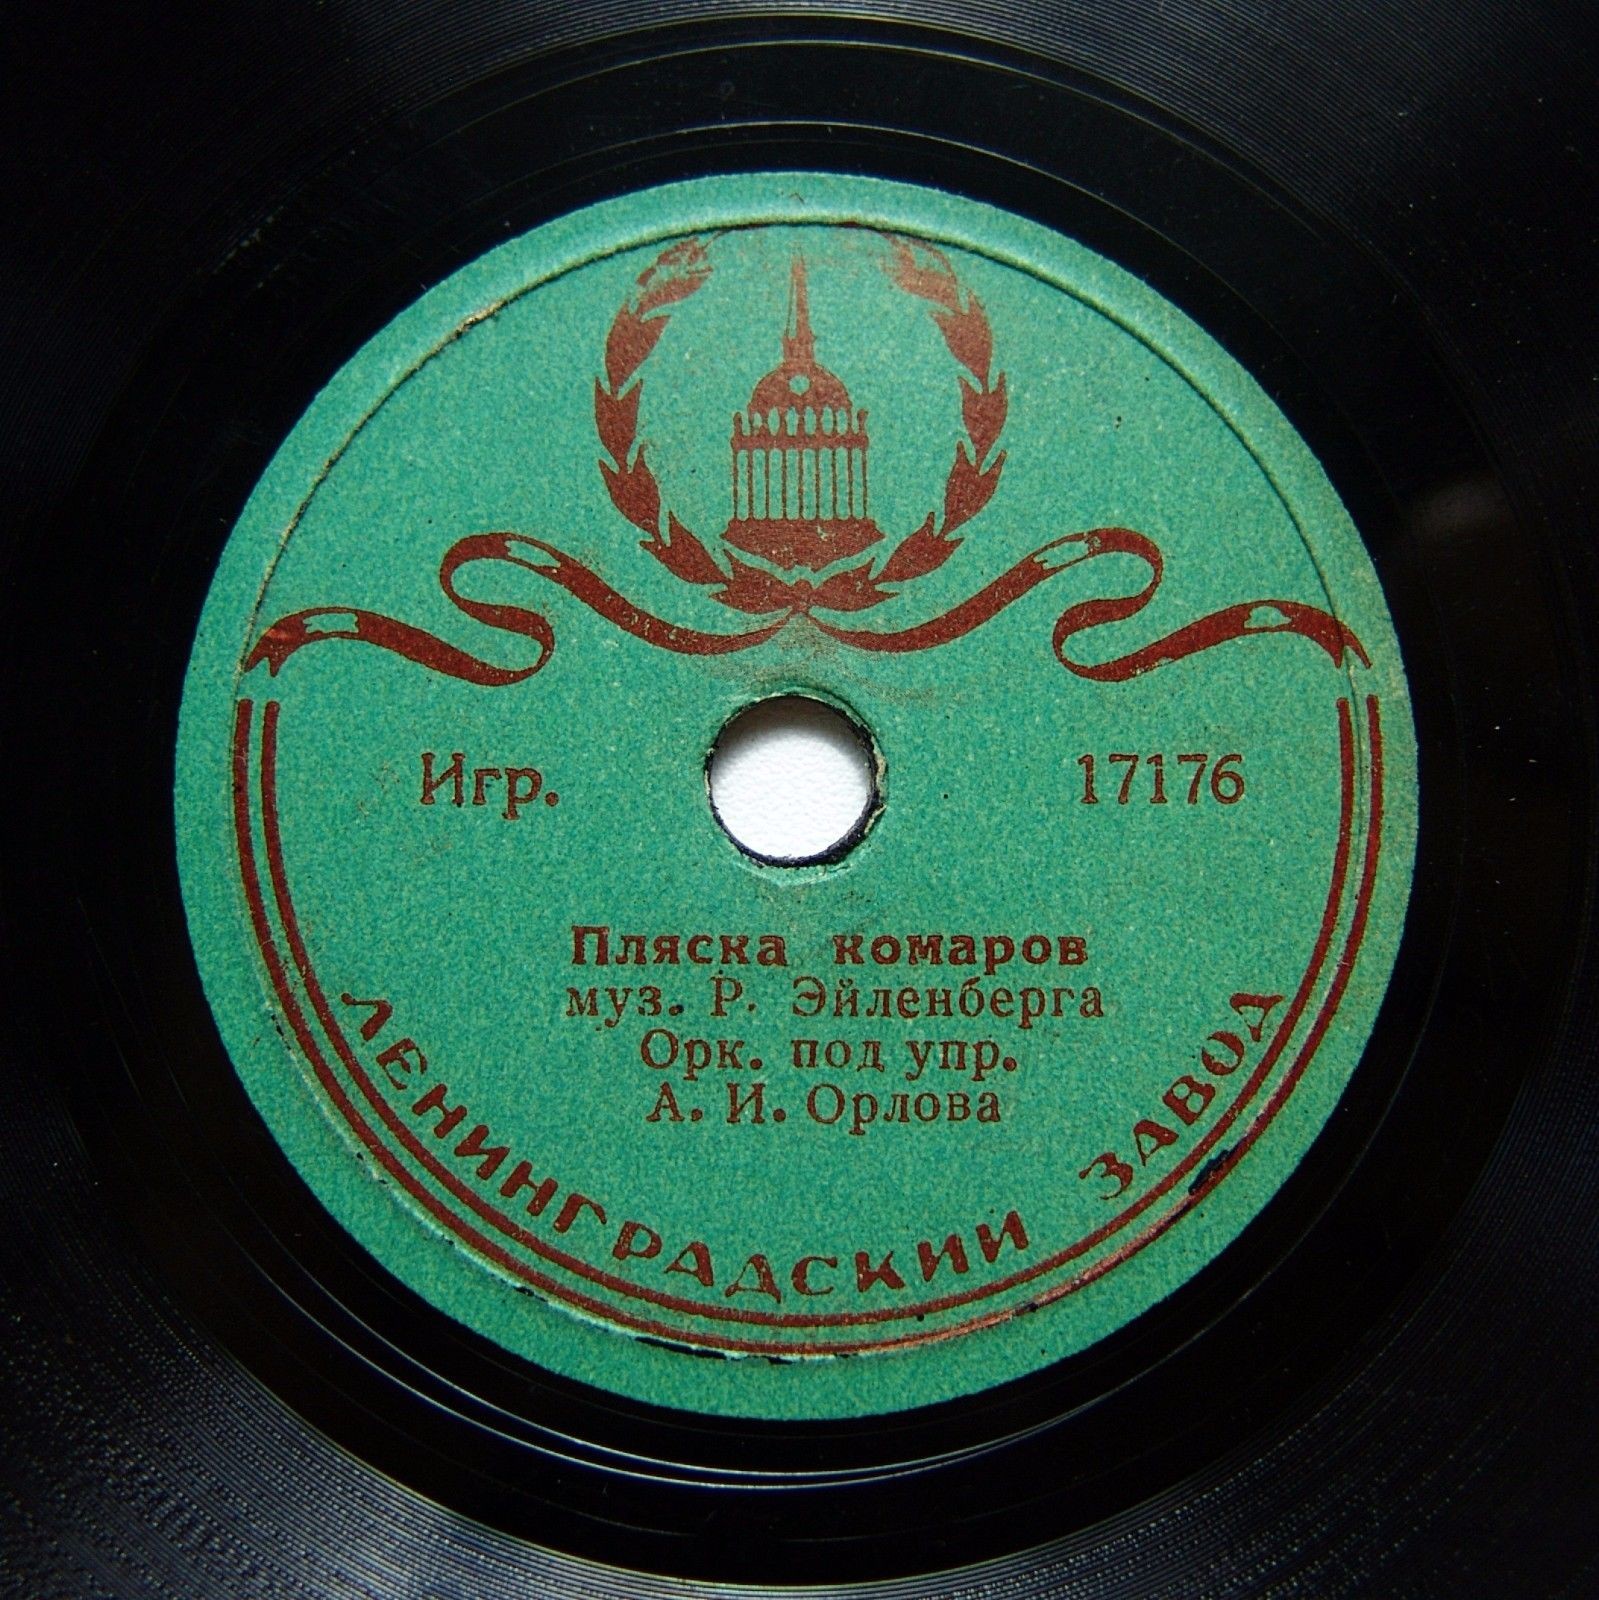 Игр. 17176
Пляска комаров
муз. Р. Эйленберга
Орк. под упр.
А. И. Орлова
ЛЕНИНГРАДСКИЙ ЗАВОД